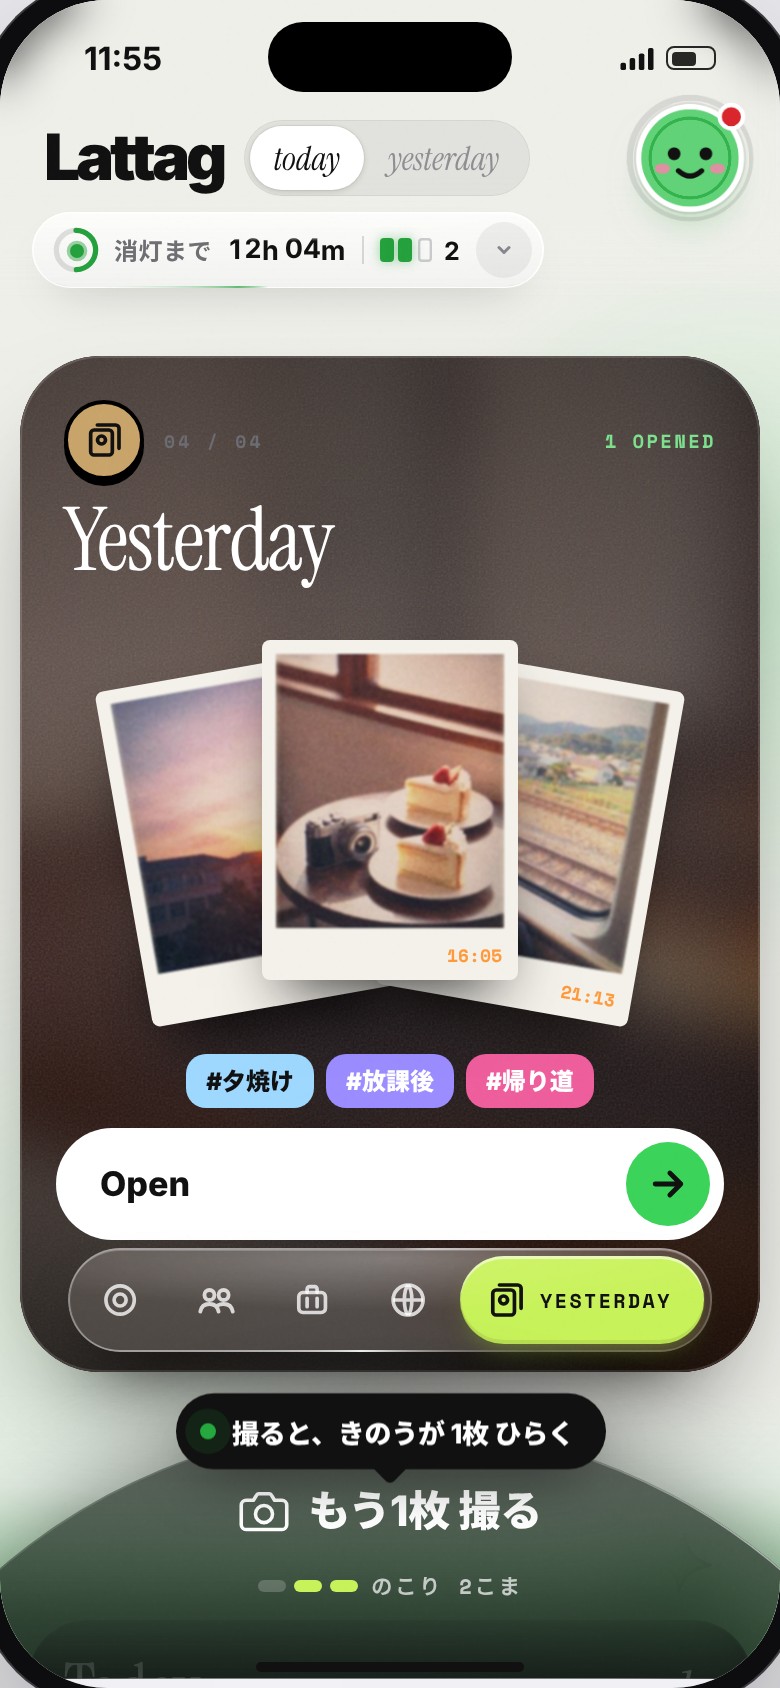 11:55
Lattag today yesterday
消灯まで 12h 04m 2
04 / 04 1 OPENED
Yesterday
16:05
21:13
#夕焼け #放課後 #帰り道
Open
YESTERDAY
撮ると、きのうが 1枚 ひらく
もう1枚 撮る
のこり 2こま